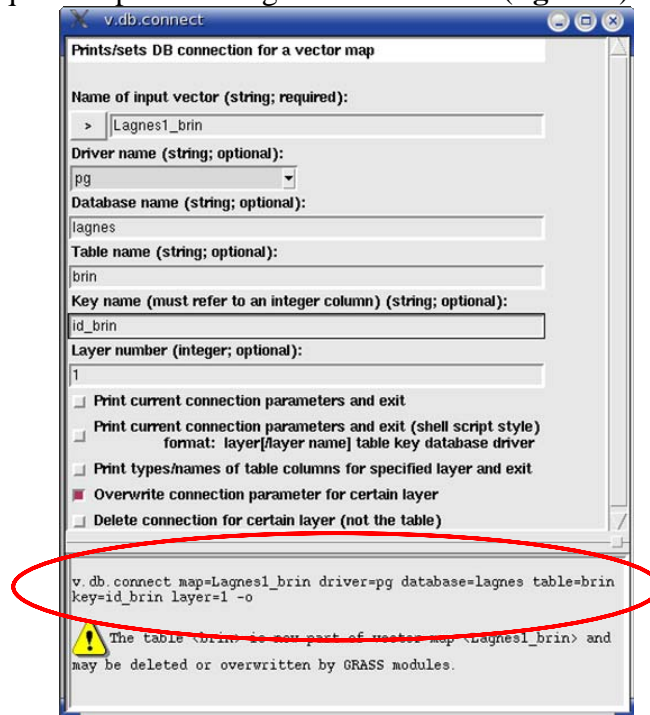 v.db.connect
Prints/sets DB connection for a vector map
Name of input vector (string; required):
> Lagnes1_brin
Driver name (string; optional):
pg
Database name (string; optional):
lagnes
Table name (string; optional):
brin
Key name (must refer to an integer column) (string; optional):
id_brin
Layer number (integer; optional):
1
Print current connection parameters and exit
Print current connection parameters and exit (shell script style)
format: layer[/layer name] table key database driver
Print types/names of table columns for specified layer and exit
Overwrite connection parameter for certain layer
Delete connection for certain layer (not the table)
v.db.connect map=Lagnes1_brin driver=pg database=lagnes table=brin
key=id_brin layer=1 -o
The table <brin> is now part of vector map <Lagnes1_brin> and
may be deleted or overwritten by GRASS modules.